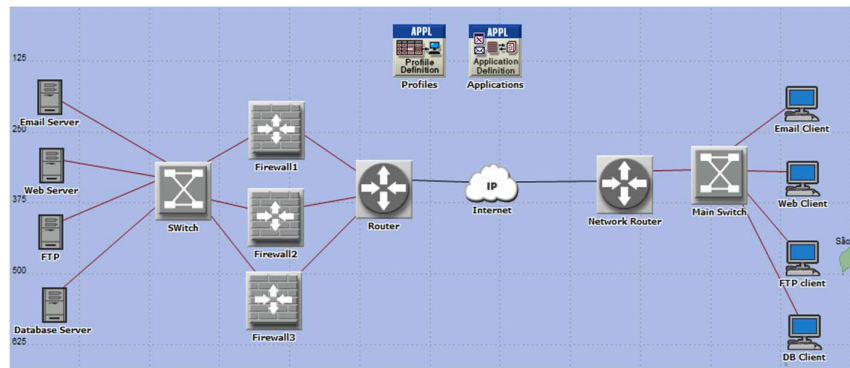 APPL
Profile
Definition
Profiles
APPL
Application
Definition
Applications
125
250
375
500
625
Email Server
Web Server
FTP
Database Server
SWitch
Firewall1
Firewall2
Firewall3
Router
IP
Internet
Network Router
Main Switch
Email Client
Web Client
FTP client
DB Client
São